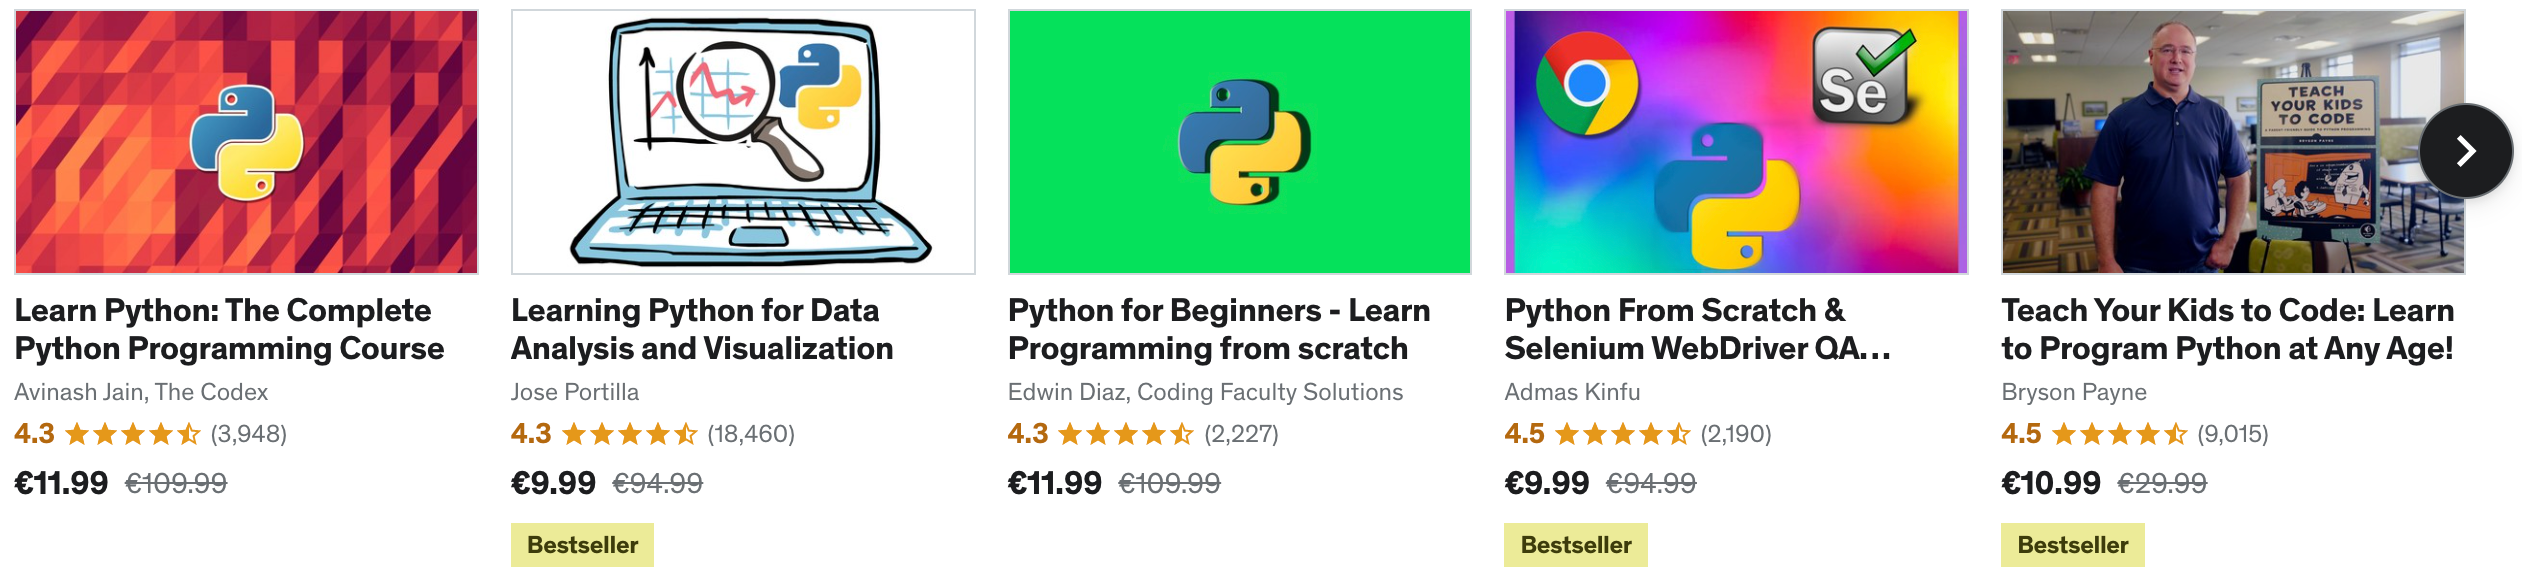 Se
TEACH
YOUR KIDS
TO CODE
BRYSON PAYNE
Learn Python: The Complete
Python Programming Course
Avinash Jain, The Codex
4.3 (3,948)
€11.99 €109.99
Learning Python for Data
Analysis and Visualization
Jose Portilla
4.3 (18,460)
€9.99 €94.99
Bestseller
Python for Beginners - Learn
Programming from scratch
Edwin Diaz, Coding Faculty Solutions
4.3 (2,227)
€11.99 €109.99
Python From Scratch &
Selenium WebDriver QA...
Admas Kinfu
4.5 (2,190)
€9.99 €94.99
Bestseller
Teach Your Kids to Code: Learn
to Program Python at Any Age!
Bryson Payne
4.5 (9,015)
€10.99 €29.99
Bestseller